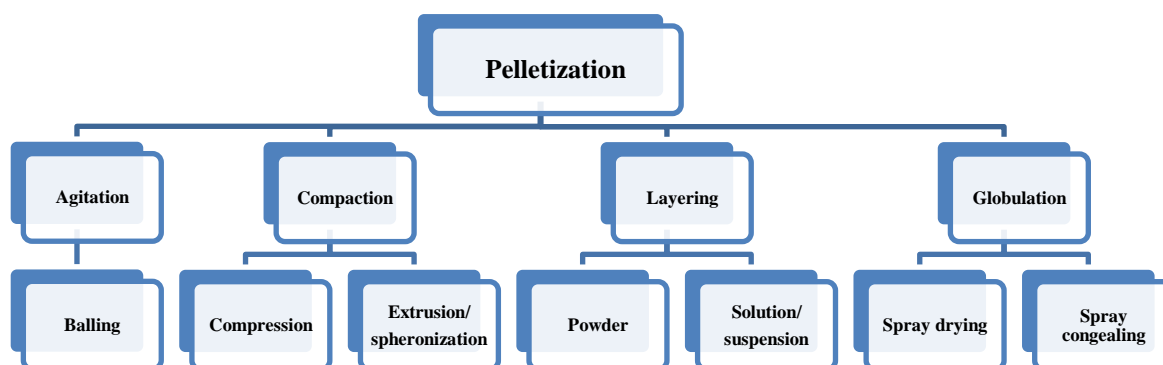 Pelletization
Agitation
Compaction
Layering
Globulation
Balling
Compression
Extrusion/
spheronization
Powder
Solution/
suspension
Spray drying
Spray
congealing